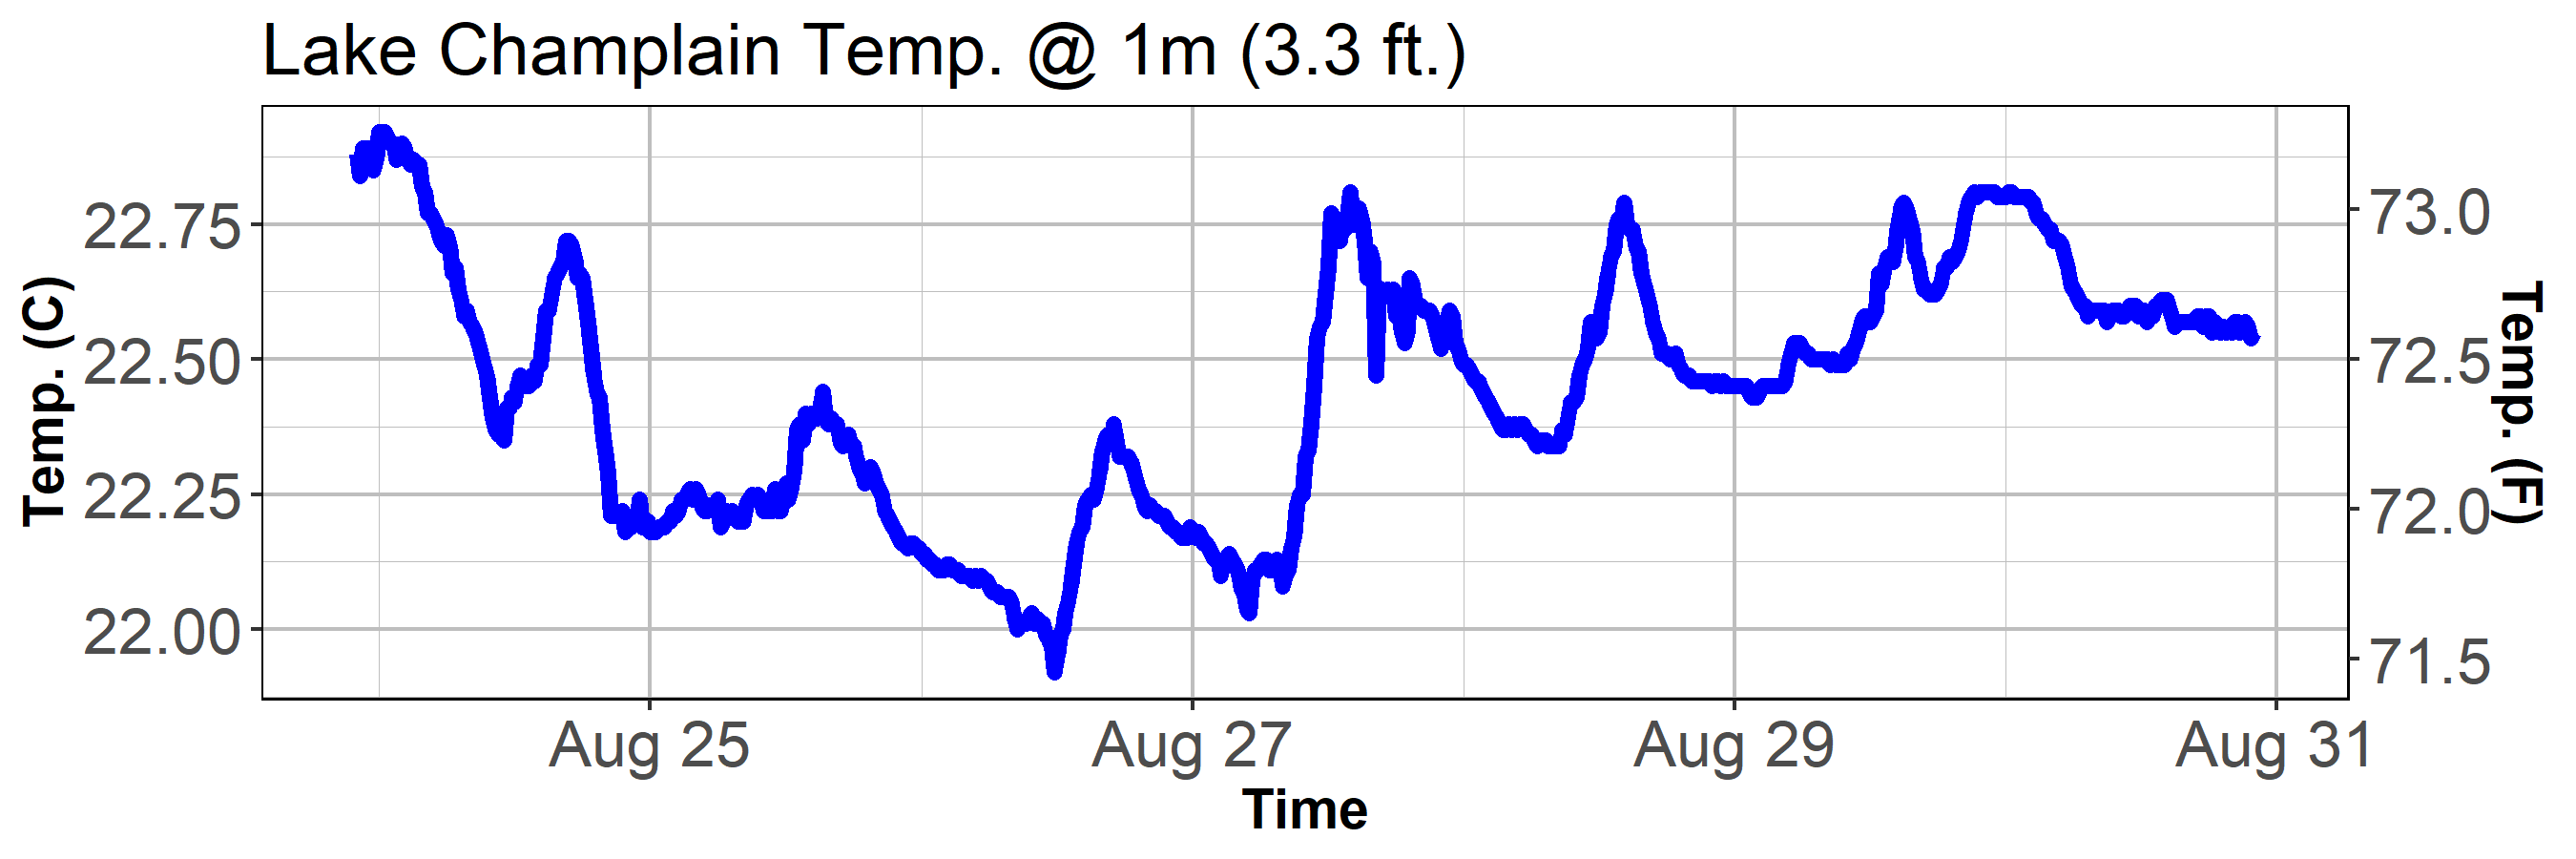 Lake Champlain Temp. @ 1m (3.3 ft.)
Temp. (C)
22.75
22.50
22.25
22.00
73.0
72.5
72.0
71.5
Temp. (F)
Aug 25 Aug 27 Aug 29 Aug 31
Time